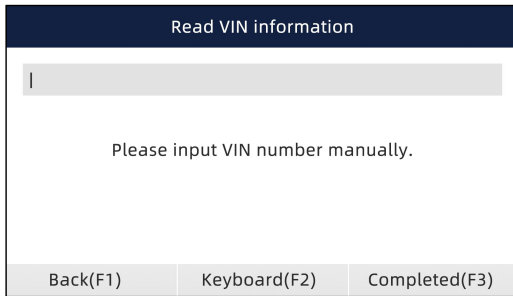 Read VIN information
Please input VIN number manually.
Back(F1) Keyboard(F2) Completed(F3)